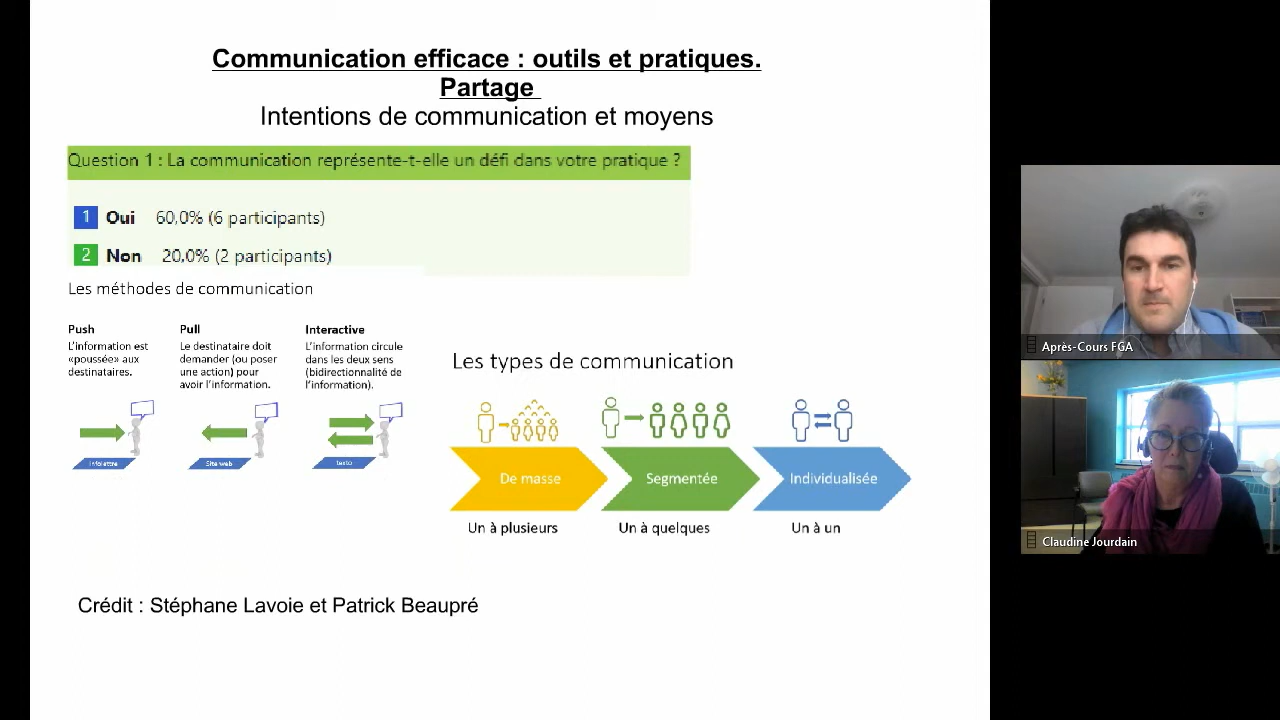 Communication efficace : outils et pratiques.
Partage
Intentions de communication et moyens
Question 1 : La communication représente-t-elle un défi dans votre pratique ?
1 Oui 60,0% (6 participants)
2 Non 20,0% (2 participants)
Les méthodes de communication
Push
L'information est
«poussée» aux
destinataires.
Infolettre
Pull
Le destinataire doit
demander (ou poser
une action) pour
avoir l'information.
Site web
Interactive
L'information circule
dans les deux sens
(bidirectionnalité de
l'information).
Texto
Les types de communication
De masse
Segmentée
Individualisée
Un à plusieurs
Un à quelques
Un à un
Crédit : Stéphane Lavoie et Patrick Beaupré
Après-Cours FGA
Claudine Jourdain